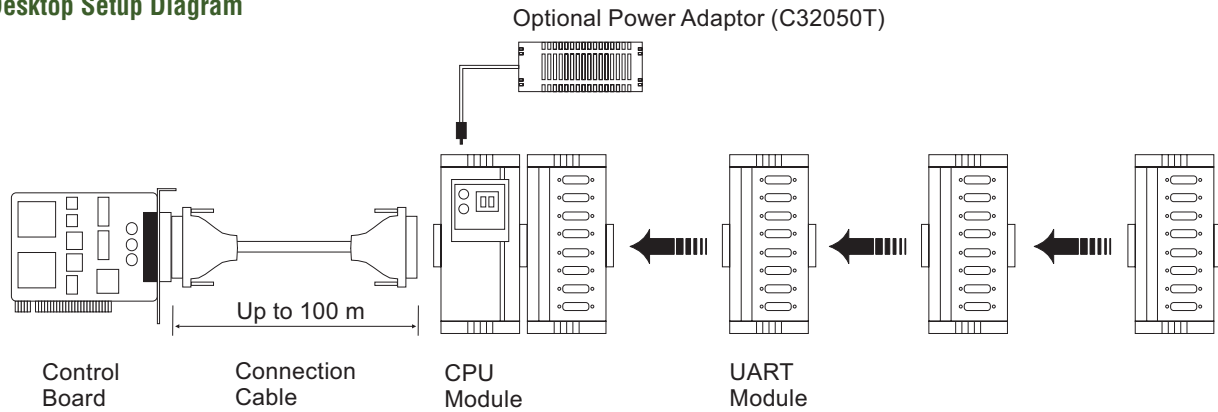 Desktop Setup Diagram
Optional Power Adaptor (C32050T)
Up to 100 m
Control
Board
Connection
Cable
CPU
Module
UART
Module